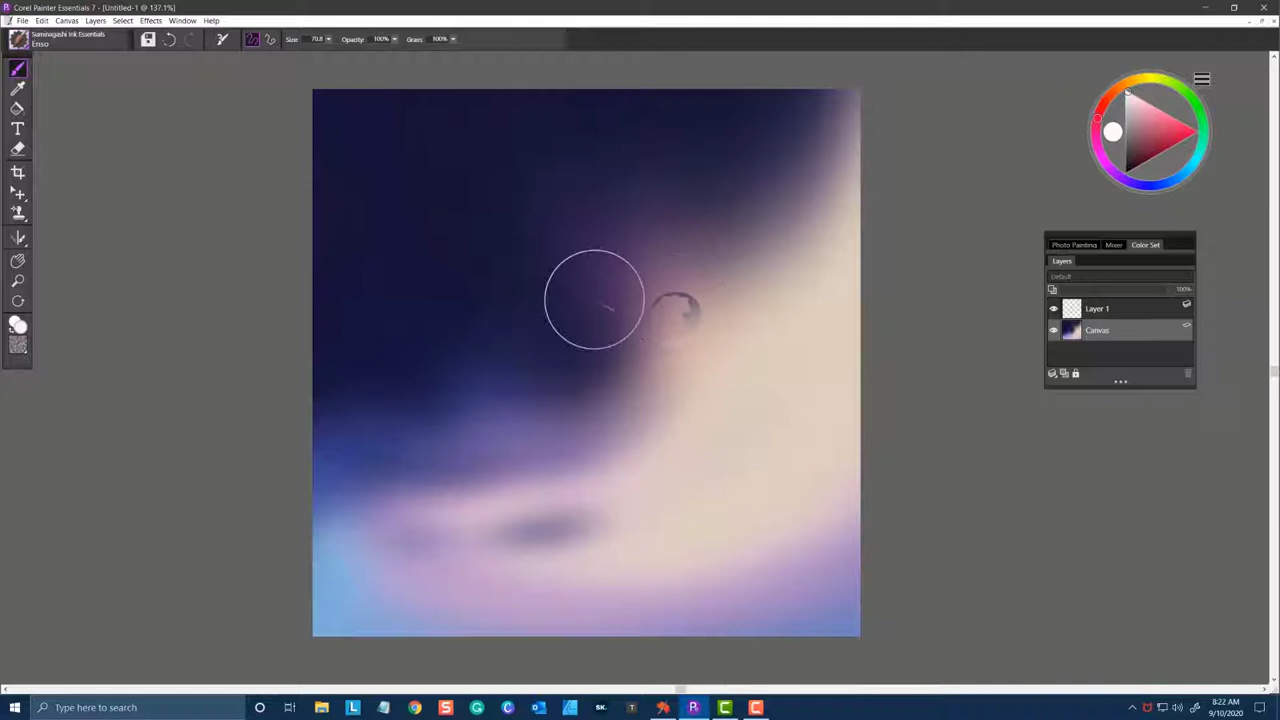 Corel Painter Essentials 7 - [Untitled-1 @ 137.1%]
File Edit Canvas Layers Select Effects Window Help
Suminagashi Ink Essentials
Enso
Size: 70.8 Opacity: 100% Grain: 100%
Photo Painting Mixer Color Set
Layers
Default
100%
Layer 1
Canvas
Type here to search
L
S
G
C
SK.
T
8:22 AM
9/10/2020